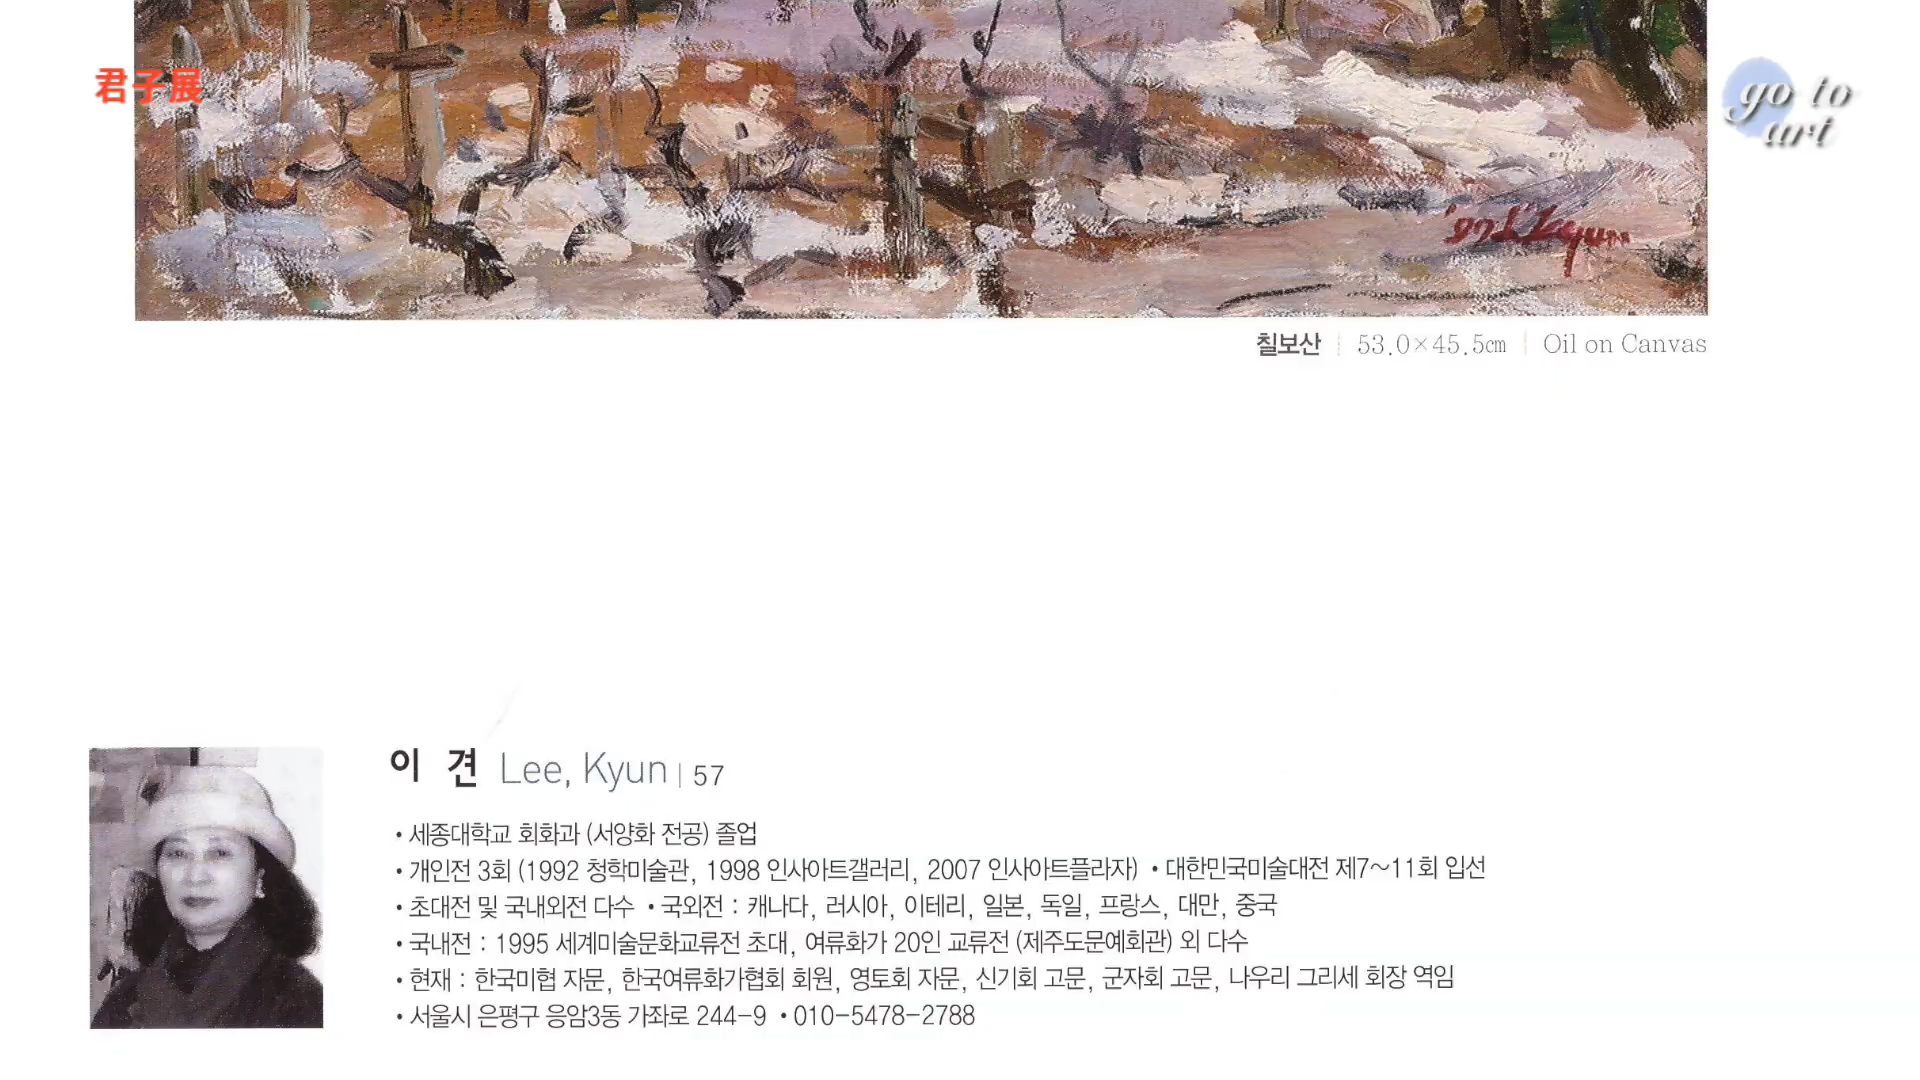 君子展
go to
art
'97 L Kyun
칠보산 | 53.0×45.5㎝ | Oil on Canvas
이 견 Lee, Kyun | 57
• 세종대학교 회화과 (서양화 전공) 졸업
• 개인전 3회 (1992 청학미술관, 1998 인사아트갤러리, 2007 인사아트플라자) • 대한민국미술대전 제7~11회 입선
• 초대전 및 국내외전 다수 • 국외전 : 캐나다, 러시아, 이테리, 일본, 독일, 프랑스, 대만, 중국
• 국내전 : 1995 세계미술문화교류전 초대, 여류화가 20인 교류전 (제주도문예회관) 외 다수
• 현재 : 한국미협 자문, 한국여류화가협회 회원, 영토회 자문, 신기회 고문, 군자회 고문, 나우리 그리세 회장 역임
• 서울시 은평구 응암3동 가좌로 244-9 • 010-5478-2788